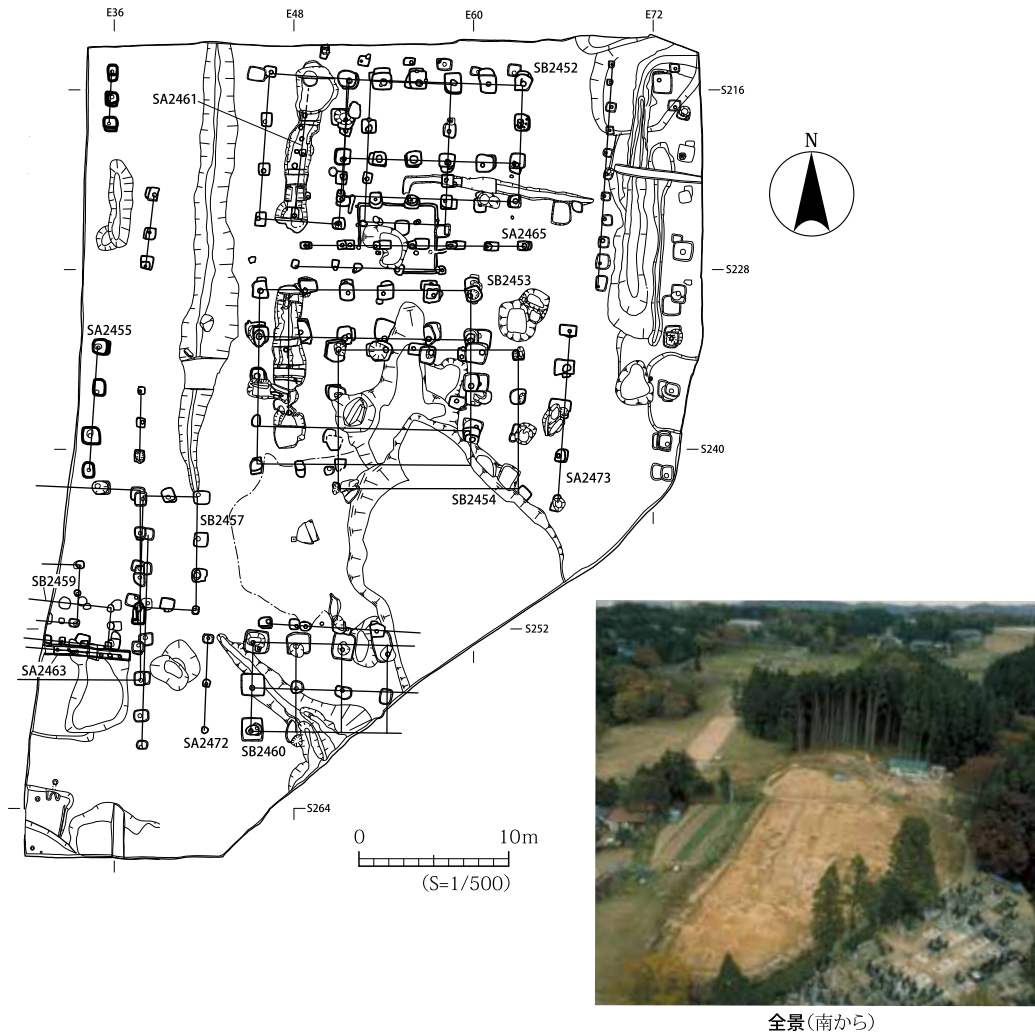 E36
E48
E60
E72
SB2452
S216
SA2461
N
SA2465
S228
SB2453
SA2455
S240
SA2473
SB2454
SB2457
SB2459
S252
SA2463
SA2472
SB2460
S264
0 10m
(S=1/500)
全景(南から)